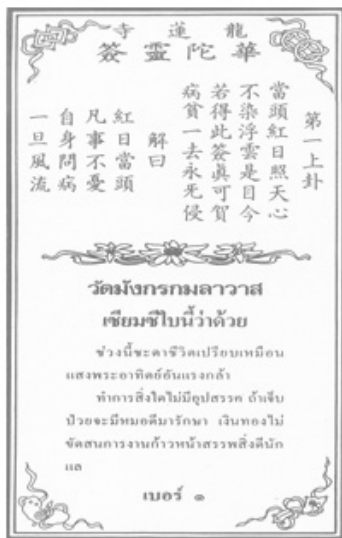 寺蓮龍
簽靈陀華
第一上卦
當頭紅日照天心
不染浮雲是目今
若得此簽真可賀
病貧一去永旡侵
解曰
紅日當頭
凡事不憂
自身問病
一旦風流
วัดมังกรกมลาวาส
เซียมซีใบนี้ว่าด้วย
ช่วงนี้ชะตาชีวิตเปรียบเหมือน
แสงพระอาทิตย์อันแรงกล้า
ทำการสิ่งใดไม่มีอุปสรรค ถ้าเจ็บ
ป่วยจะมีหมอดีมารักษา เงินทองไม่
ขัดสนการงานก้าวหน้าสรรพสิ่งดีนัก
แล
เบอร์ ๑